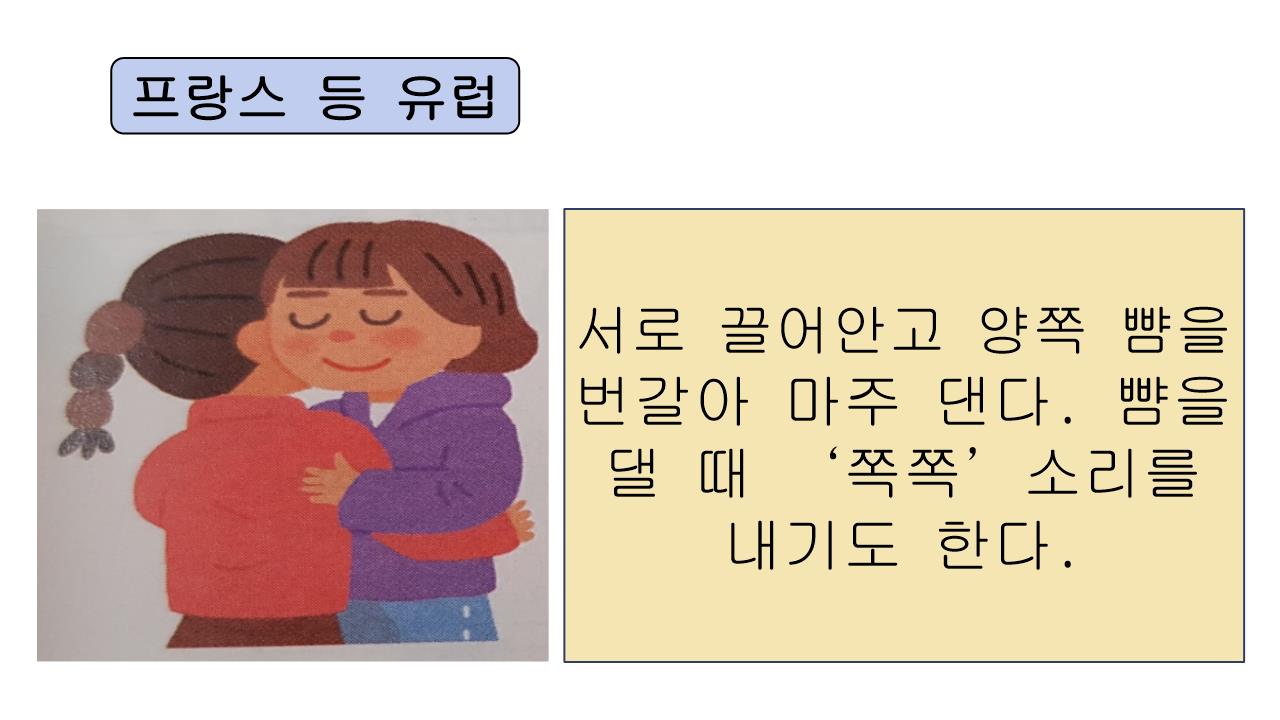 프랑스 등 유럽
서로 끌어안고 양쪽 뺨을
번갈아 마주 댄다. 뺨을
댈 때 ‘쪽쪽’ 소리를
내기도 한다.